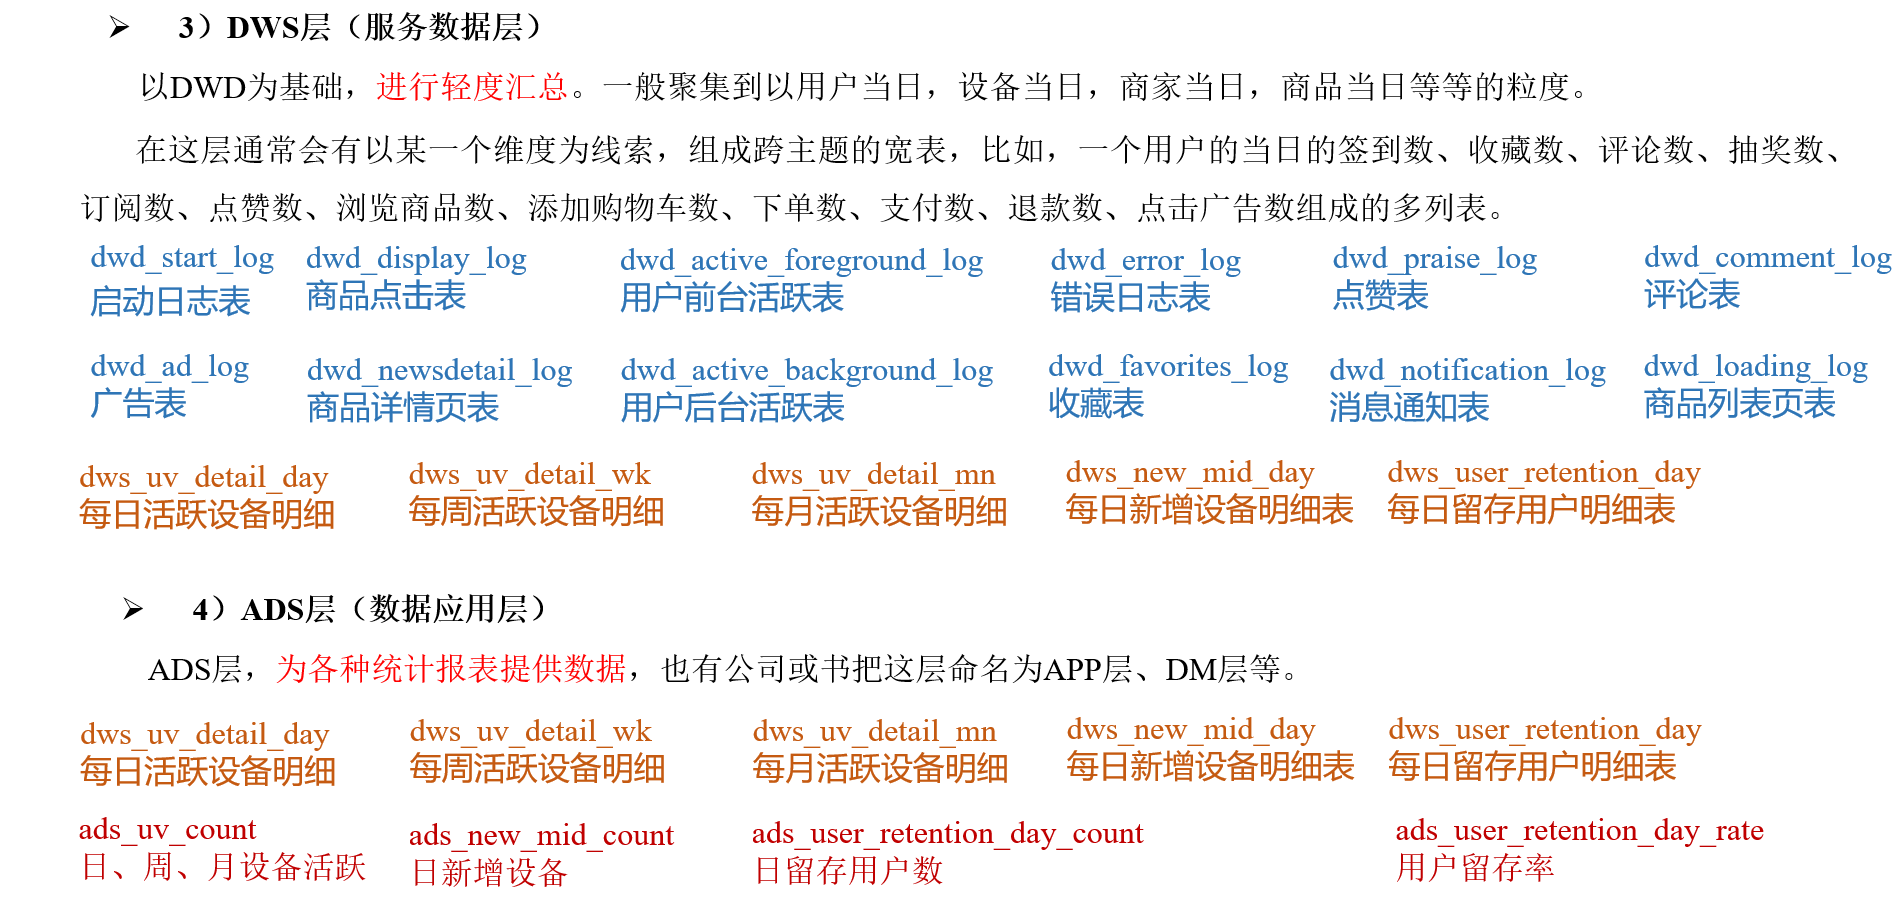 ➢ 3）DWS层（服务数据层）
以DWD为基础，进行轻度汇总。一般聚集到以用户当日，设备当日，商家当日，商品当日等等的粒度。
在这层通常会有以某一个维度为线索，组成跨主题的宽表，比如，一个用户的当日的签到数、收藏数、评论数、抽奖数、
订阅数、点赞数、浏览商品数、添加购物车数、下单数、支付数、退款数、点击广告数组成的多列表。
dwd_start_log dwd_display_log dwd_active_foreground_log dwd_error_log dwd_praise_log dwd_comment_log
启动日志表 商品点击表 用户前台活跃表 错误日志表 点赞表 评论表
dwd_ad_log dwd_newsdetail_log dwd_active_background_log dwd_favorites_log dwd_notification_log dwd_loading_log
广告表 商品详情页表 用户后台活跃表 收藏表 消息通知表 商品列表页表
dws_uv_detail_day dws_uv_detail_wk dws_uv_detail_mn dws_new_mid_day dws_user_retention_day
每日活跃设备明细 每周活跃设备明细 每月活跃设备明细 每日新增设备明细表 每日留存用户明细表
➢ 4）ADS层（数据应用层）
ADS层，为各种统计报表提供数据，也有公司或书把这层命名为APP层、DM层等。
dws_uv_detail_day dws_uv_detail_wk dws_uv_detail_mn dws_new_mid_day dws_user_retention_day
每日活跃设备明细 每周活跃设备明细 每月活跃设备明细 每日新增设备明细表 每日留存用户明细表
ads_uv_count ads_new_mid_count ads_user_retention_day_count ads_user_retention_day_rate
日、周、月设备活跃 日新增设备 日留存用户数 用户留存率